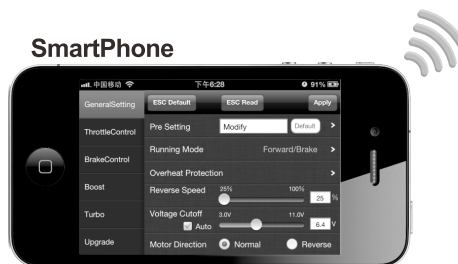 SmartPhone
中国移动 下午6:28 91%
ESC Default ESC Read Apply
GeneralSetting
ThrottleControl
BrakeControl
Boost
Turbo
Upgrade
Pre Setting Modify Default >
Running Mode Forward/Brake >
Overheat Protection >
Reverse Speed 25% 100% 25 %
Voltage Cutoff 3.0V 11.0V
Auto 6.4 V
Motor Direction Normal Reverse